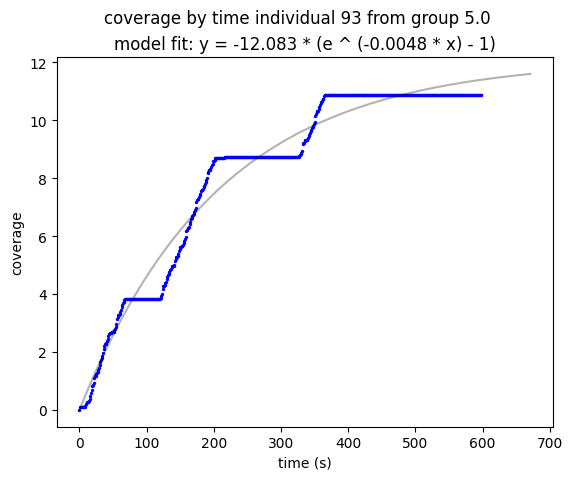 coverage by time individual 93 from group 5.0
model fit: y = -12.083 * (e ^ (-0.0048 * x) - 1)
12
10
8
6
4
2
0
coverage
0 100 200 300 400 500 600 700
time (s)